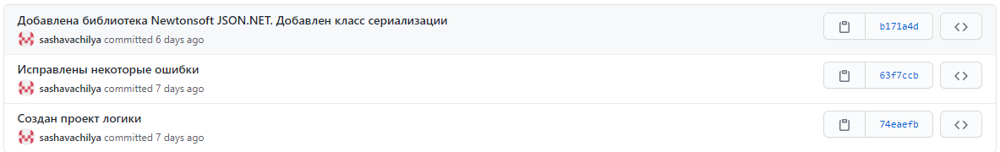 Добавлена библиотека Newtonsoft JSON.NET. Добавлен класс сериализации
b171a4d
sashavachilya committed 6 days ago
Исправлены некоторые ошибки
63f7ccb
sashavachilya committed 7 days ago
Создан проект логики
74eaefb
sashavachilya committed 7 days ago